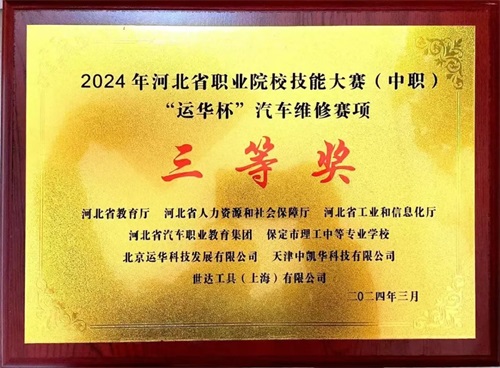 2024年河北省职业院校技能大赛（中职）
“运华杯”汽车维修赛项
三等奖
河北省教育厅 河北省人力资源和社会保障厅 河北省工业和信息化厅
河北省汽车职业教育集团 保定市理工中等专业学校
北京运华科技发展有限公司 天津中凯华科技有限公司
世达工具（上海）有限公司
二〇二四年三月